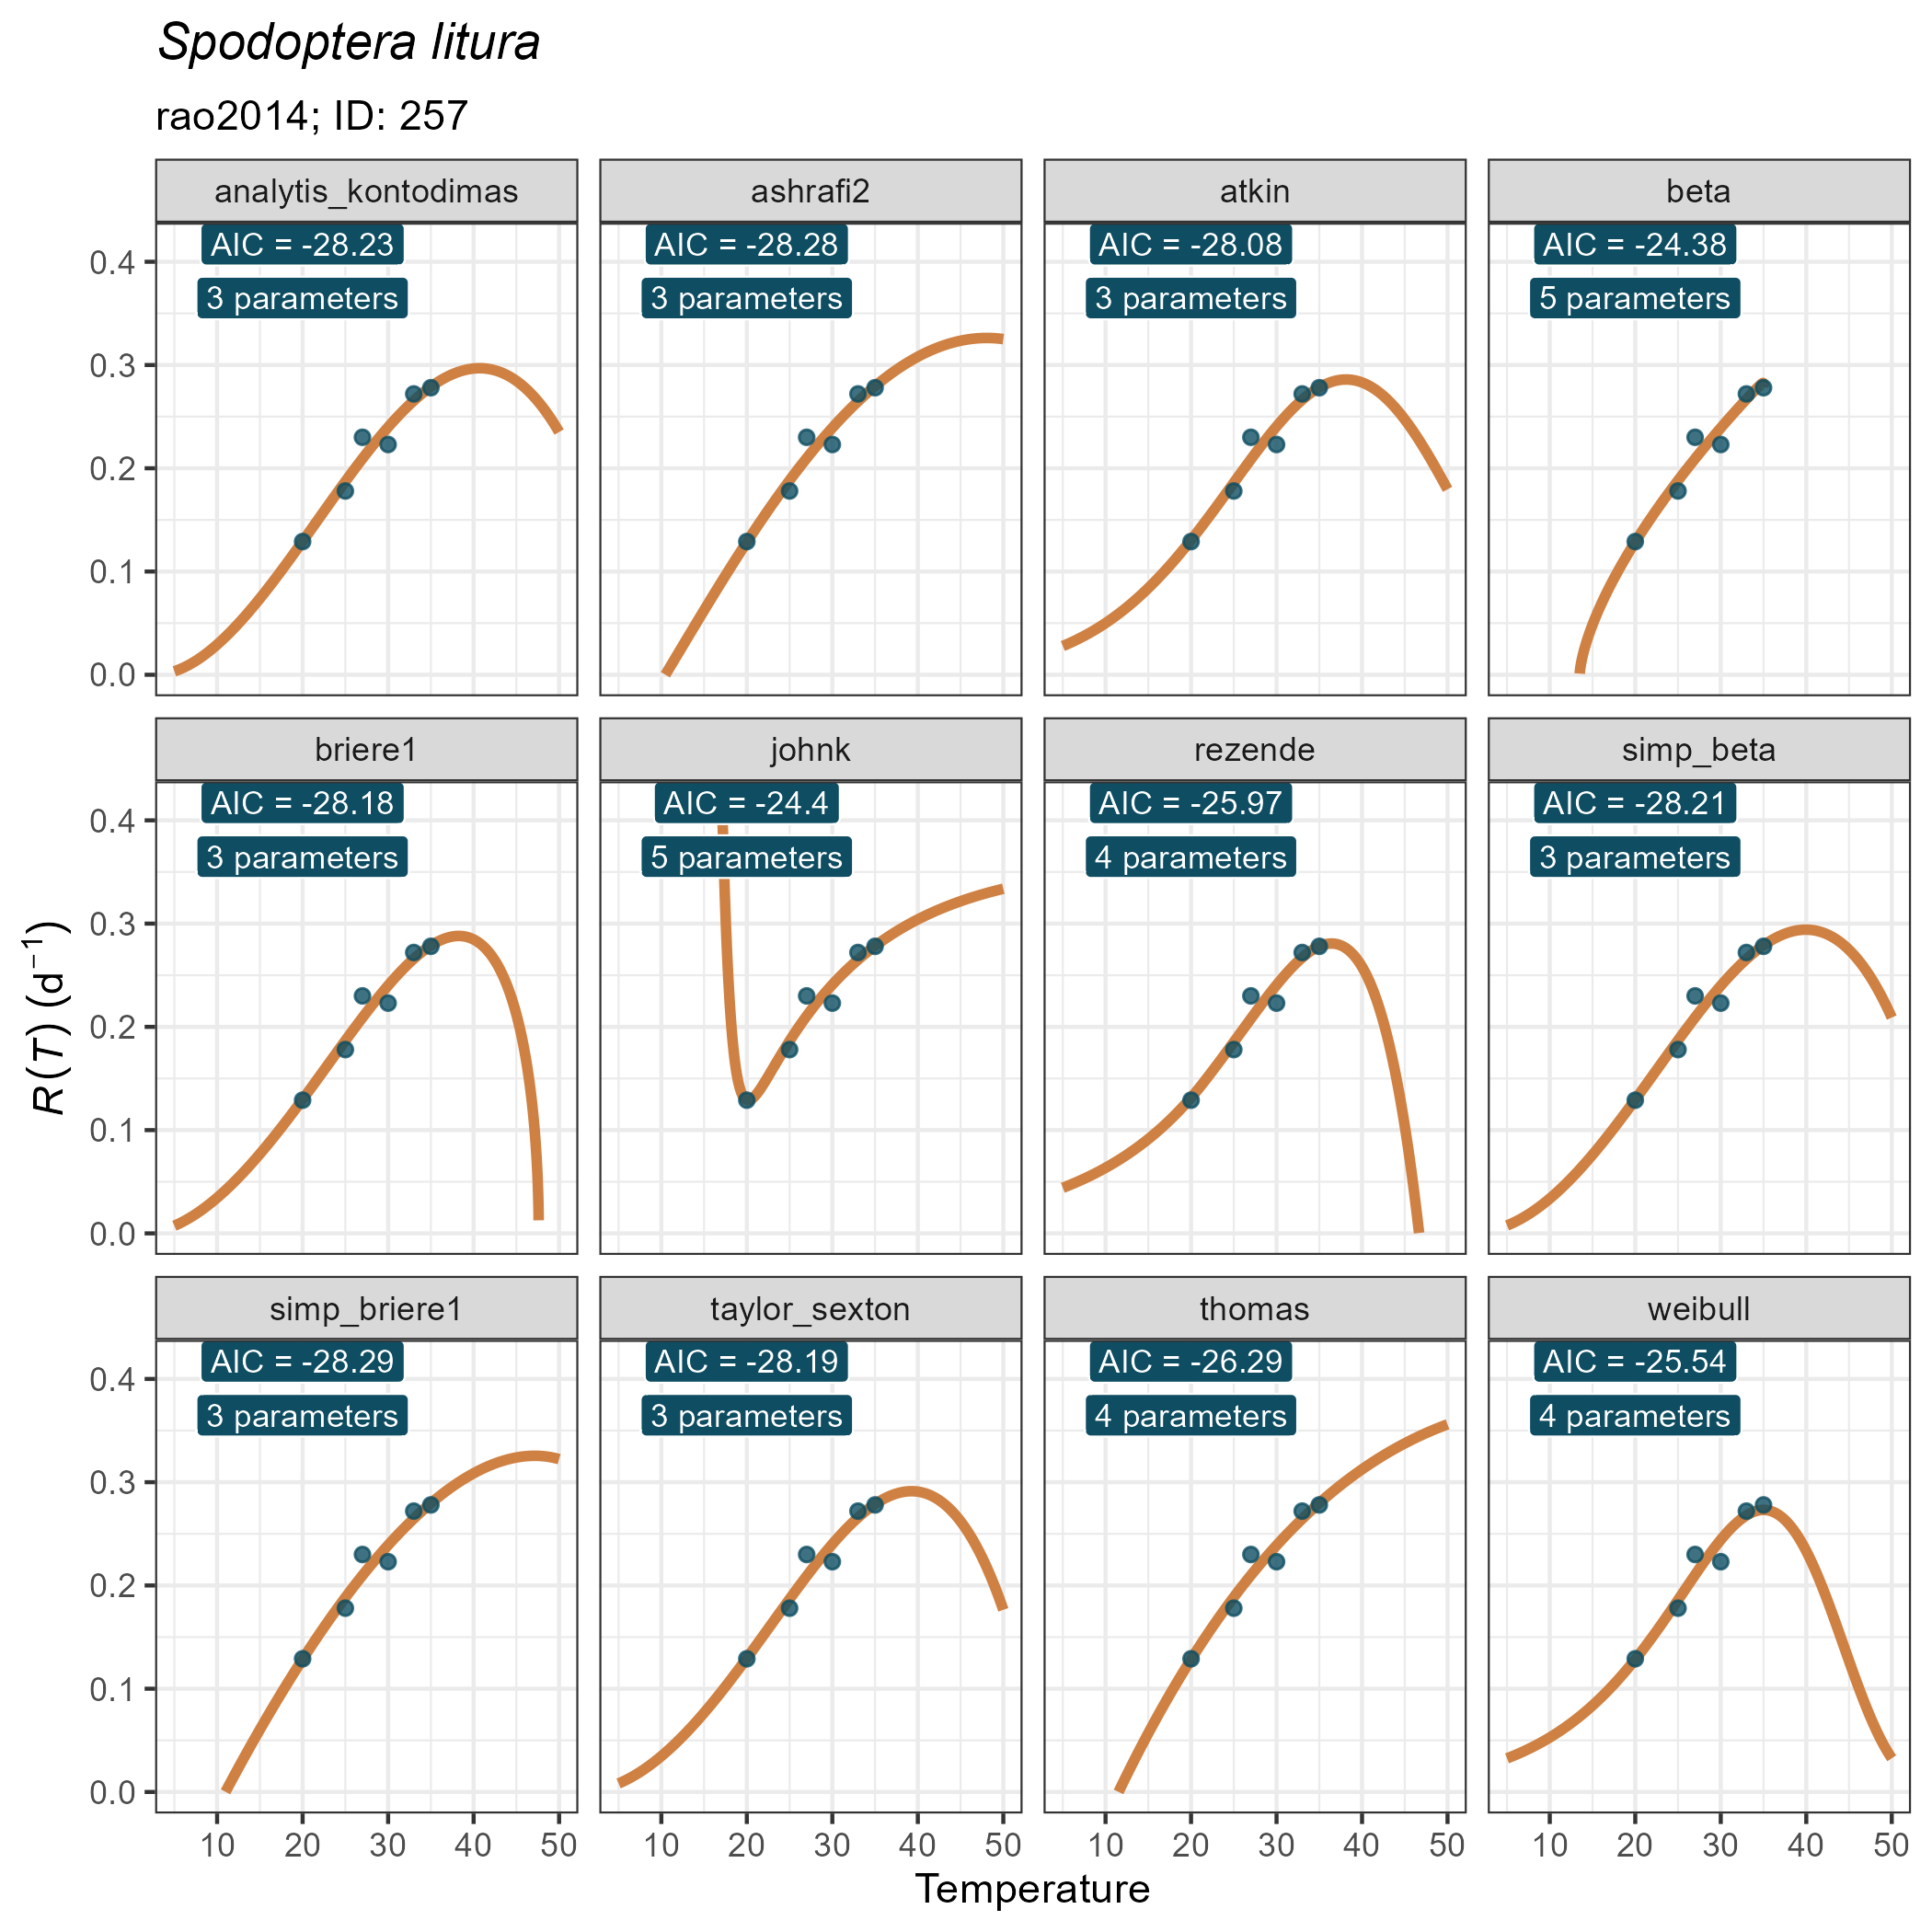 Spodoptera litura
rao2014; ID: 257
analytis_kontodimas
ashrafi2
atkin
beta
AIC = -28.23
AIC = -28.28
AIC = -28.08
AIC = -24.38
3 parameters
3 parameters
3 parameters
5 parameters
0.4
0.3
0.2
0.1
0.0
briere1
johnk
rezende
simp_beta
AIC = -28.18
AIC = -24.4
AIC = -25.97
AIC = -28.21
3 parameters
5 parameters
4 parameters
3 parameters
0.4
0.3
0.2
0.1
0.0
R(T) (d⁻¹)
simp_briere1
taylor_sexton
thomas
weibull
AIC = -28.29
AIC = -28.19
AIC = -26.29
AIC = -25.54
3 parameters
3 parameters
4 parameters
4 parameters
0.4
0.3
0.2
0.1
0.0
10 20 30 40 50
10 20 30 40 50
10 20 30 40 50
10 20 30 40 50
Temperature